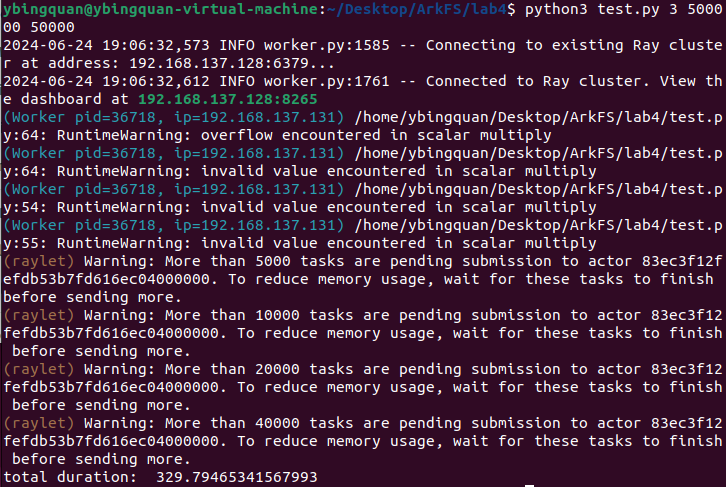 ybingquan@ybingquan-virtual-machine:~/Desktop/ArkFS/lab4$ python3 test.py 3 5000
00 50000
2024-06-24 19:06:32,573 INFO worker.py:1585 -- Connecting to existing Ray cluste
r at address: 192.168.137.128:6379...
2024-06-24 19:06:32,612 INFO worker.py:1761 -- Connected to Ray cluster. View th
e dashboard at 192.168.137.128:8265
(Worker pid=36718, ip=192.168.137.131) /home/ybingquan/Desktop/ArkFS/lab4/test.p
y:64: RuntimeWarning: overflow encountered in scalar multiply
(Worker pid=36718, ip=192.168.137.131) /home/ybingquan/Desktop/ArkFS/lab4/test.p
y:64: RuntimeWarning: invalid value encountered in scalar multiply
(Worker pid=36718, ip=192.168.137.131) /home/ybingquan/Desktop/ArkFS/lab4/test.p
y:54: RuntimeWarning: invalid value encountered in scalar multiply
(Worker pid=36718, ip=192.168.137.131) /home/ybingquan/Desktop/ArkFS/lab4/test.p
y:55: RuntimeWarning: invalid value encountered in scalar multiply
(raylet) Warning: More than 5000 tasks are pending submission to actor 83ec3f12f
efdb53b7fd616ec04000000. To reduce memory usage, wait for these tasks to finish
before sending more.
(raylet) Warning: More than 10000 tasks are pending submission to actor 83ec3f12
fefdb53b7fd616ec04000000. To reduce memory usage, wait for these tasks to finish
 before sending more.
(raylet) Warning: More than 20000 tasks are pending submission to actor 83ec3f12
fefdb53b7fd616ec04000000. To reduce memory usage, wait for these tasks to finish
 before sending more.
(raylet) Warning: More than 40000 tasks are pending submission to actor 83ec3f12
fefdb53b7fd616ec04000000. To reduce memory usage, wait for these tasks to finish
 before sending more.
total duration:  329.79465341567993